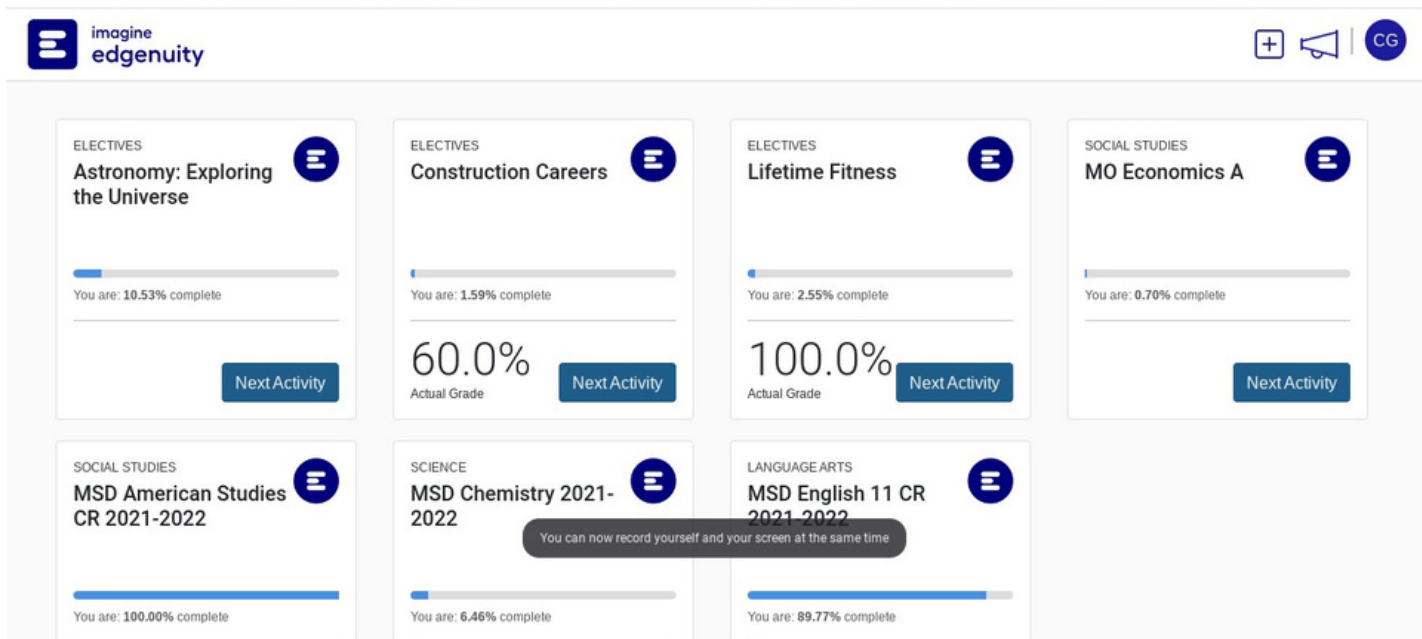 imagine
edgenuity
CG
ELECTIVES
Astronomy: Exploring
the Universe
You are: 10.53% complete
Next Activity
ELECTIVES
Construction Careers
You are: 1.59% complete
60.0%
Actual Grade
Next Activity
ELECTIVES
Lifetime Fitness
You are: 2.55% complete
100.0%
Actual Grade
Next Activity
SOCIAL STUDIES
MO Economics A
You are: 0.70% complete
Next Activity
SOCIAL STUDIES
MSD American Studies
CR 2021-2022
You are: 100.00% complete
SCIENCE
MSD Chemistry 2021-
2022
You are: 6.46% complete
LANGUAGE ARTS
MSD English 11 CR
2021-2022
You are: 89.77% complete
You can now record yourself and your screen at the same time